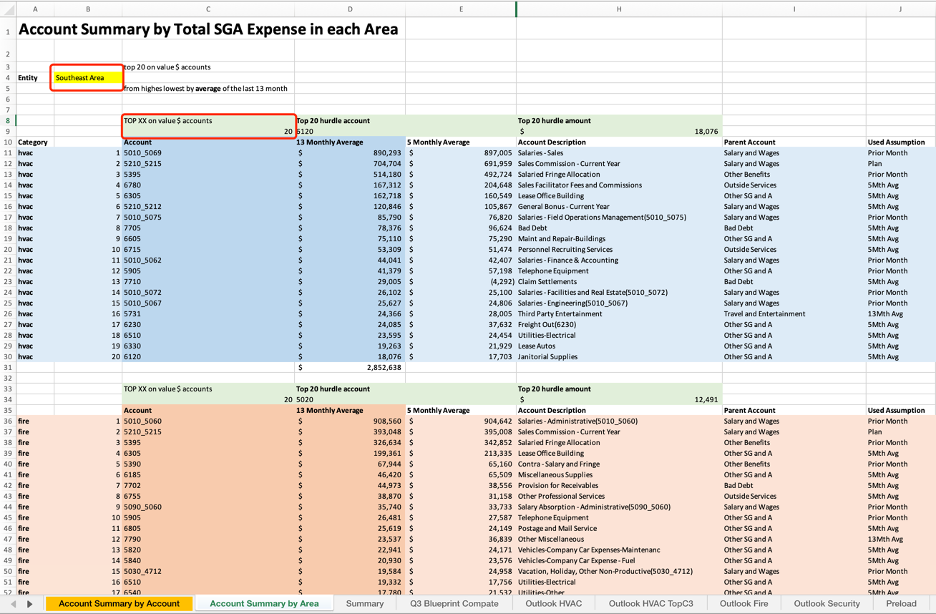 A B C D E H I J
1 Account Summary by Total SGA Expense in each Area
2
3 top 20 on value $ accounts
4 Entity Southeast Area
5 from highes lowest by average of the last 13 month
6
7
8 TOP XX on value $ accounts Top 20 hurdle account Top 20 hurdle amount
9 20 6120 $ 18,076
10 Category Account 13 Monthly Average 5 Monthly Average Account Description Parent Account Used Assumption
11 hvac 1 5010_5069 $ 890,293 $ 897,005 Salaries - Sales Salary and Wages Prior Month
12 hvac 2 5210_5215 $ 704,704 $ 691,959 Sales Commission - Current Year Salary and Wages Plan
13 hvac 3 5395 $ 514,180 $ 492,724 Salaried Fringe Allocation Other Benefits Prior Month
14 hvac 4 6780 $ 167,312 $ 204,648 Sales Facilitator Fees and Commissions Outside Services 5Mth Avg
15 hvac 5 6305 $ 162,718 $ 160,549 Lease Office Building Other SG and A 5Mth Avg
16 hvac 6 5210_5212 $ 120,846 $ 105,867 General Bonus - Current Year Salary and Wages 5Mth Avg
17 hvac 7 5010_5075 $ 85,790 $ 76,820 Salaries - Field Operations Management(5010_5075) Salary and Wages Prior Month
18 hvac 8 7705 $ 78,376 $ 96,624 Bad Debt Bad Debt 5Mth Avg
19 hvac 9 6605 $ 75,110 $ 75,290 Maint and Repair-Buildings Other SG and A 5Mth Avg
20 hvac 10 6715 $ 53,309 $ 51,474 Personnel Recruiting Services Outside Services 5Mth Avg
21 hvac 11 5010_5062 $ 44,041 $ 42,407 Salaries - Finance & Accounting Salary and Wages Prior Month
22 hvac 12 5905 $ 41,379 $ 57,198 Telephone Equipment Other SG and A Prior Month
23 hvac 13 7710 $ 29,005 $ (4,292) Claim Settlements Bad Debt 5Mth Avg
24 hvac 14 5010_5072 $ 26,102 $ 25,100 Salaries - Facilities and Real Estate(5010_5072) Salary and Wages Prior Month
25 hvac 15 5010_5067 $ 25,627 $ 24,806 Salaries - Engineering(5010_5067) Salary and Wages Prior Month
26 hvac 16 5731 $ 24,366 $ 28,005 Third Party Entertainment Travel and Entertainment 13Mth Avg
27 hvac 17 6230 $ 24,085 $ 37,632 Freight Out(6230) Other SG and A 5Mth Avg
28 hvac 18 6510 $ 23,595 $ 24,454 Utilities-Electrical Other SG and A 5Mth Avg
29 hvac 19 6330 $ 19,263 $ 21,929 Lease Autos Other SG and A 5Mth Avg
30 hvac 20 6120 $ 18,076 $ 17,703 Janitorial Supplies Other SG and A 5Mth Avg
31 $ 2,852,638
32
33 TOP XX on value $ accounts Top 20 hurdle account Top 20 hurdle amount
34 20 5020 $ 12,491
35 Account 13 Monthly Average 5 Monthly Average Account Description Parent Account Used Assumption
36 fire 1 5010_5060 $ 908,560 $ 904,642 Salaries - Administrative(5010_5060) Salary and Wages Prior Month
37 fire 2 5210_5215 $ 393,048 $ 395,008 Sales Commission - Current Year Salary and Wages Plan
38 fire 3 5395 $ 326,634 $ 342,852 Salaried Fringe Allocation Other Benefits Prior Month
39 fire 4 6305 $ 199,361 $ 213,335 Lease Office Building Other SG and A 5Mth Avg
40 fire 5 5390 $ 67,944 $ 65,160 Contra - Salary and Fringe Other Benefits Prior Month
41 fire 6 6185 $ 46,420 $ 65,509 Miscellaneous Supplies Other SG and A 5Mth Avg
42 fire 7 7702 $ 44,973 $ 38,556 Provision for Receivables Bad Debt 5Mth Avg
43 fire 8 6755 $ 38,870 $ 31,158 Other Professional Services Outside Services 5Mth Avg
44 fire 9 5090_5060 $ 35,740 $ 33,733 Salary Absorption - Administrative(5090_5060) Salary and Wages Prior Month
45 fire 10 5905 $ 26,481 $ 27,587 Telephone Equipment Other SG and A Prior Month
46 fire 11 6805 $ 25,619 $ 24,149 Postage and Mail Service Other SG and A 5Mth Avg
47 fire 12 7790 $ 23,537 $ 36,839 Other Miscellaneous Other SG and A 13Mth Avg
48 fire 13 5820 $ 22,941 $ 24,171 Vehicles-Company Car Expenses-Maintenanc Other SG and A 5Mth Avg
49 fire 14 5840 $ 20,930 $ 23,576 Vehicles-Company Car Expense - Fuel Other SG and A 5Mth Avg
50 fire 15 5030_4712 $ 19,584 $ 24,958 Vacation, Holiday, Other Non-Productive(5030_4712) Salary and Wages Prior Month
51 fire 16 6510 $ 19,332 $ 17,756 Utilities-Electrical Other SG and A 5Mth Avg
52 fire 17 6540 $ 17,780 $ 21,532 Utilities-Other Other SG and A 5Mth Avg
Account Summary by Account Account Summary by Area Summary Q3 Blueprint Compate Outlook HVAC Outlook HVAC TopC3 Outlook Fire Outlook Security Preload